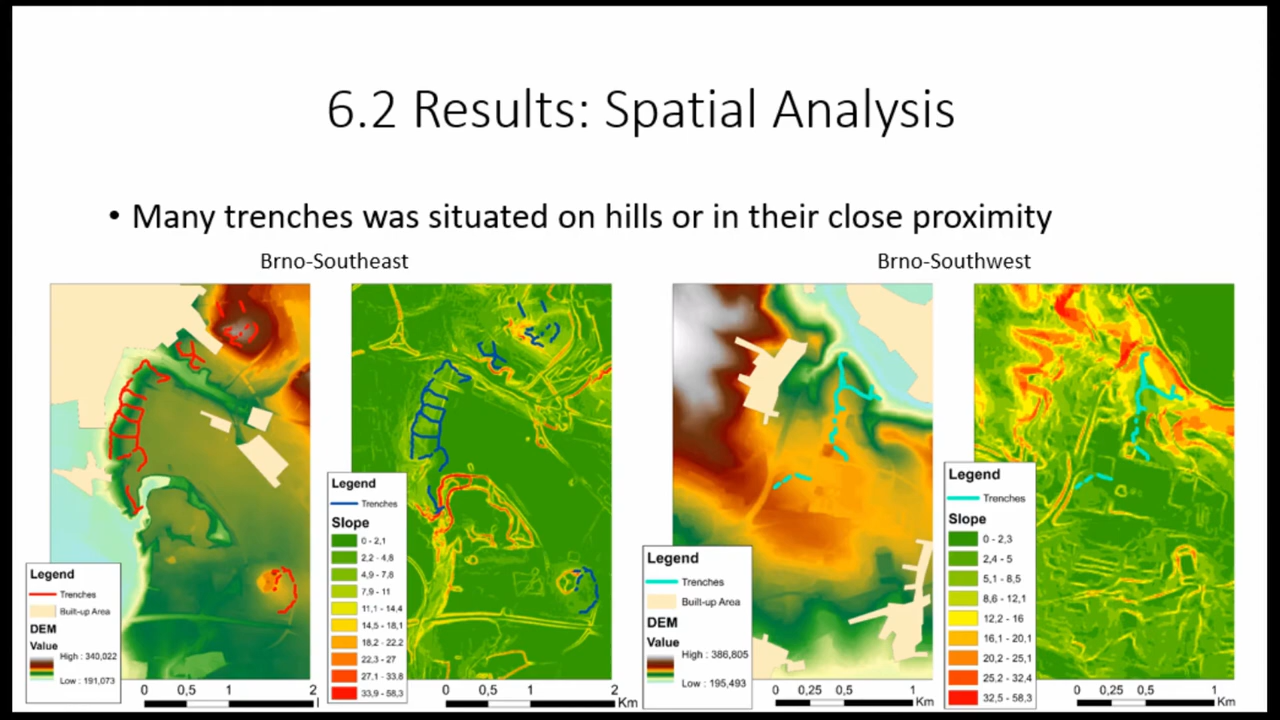 6.2 Results: Spatial Analysis
• Many trenches was situated on hills or in their close proximity
Brno-Southeast
Brno-Southwest
Legend
Trenches
Built-up Area
DEM
Value
High : 340,022
Low : 191,073
0 0,5 1 2
Legend
Trenches
Slope
0 - 2,1
2,2 - 4,8
4,9 - 7,8
7,9 - 11
11,1 - 14,4
14,5 - 18,1
18,2 - 22,2
22,3 - 27
27,1 - 33,8
33,9 - 58,3
0 0,5 1 2
Km
Legend
Trenches
Built-up Area
DEM
Value
High : 386,805
Low : 195,493
0 0,25 0,5 1
Km
Legend
Trenches
Slope
0 - 2,3
2,4 - 5
5,1 - 8,5
8,6 - 12,1
12,2 - 16
16,1 - 20,1
20,2 - 25,1
25,2 - 32,4
32,5 - 58,3
0 0,25 0,5 1
Km